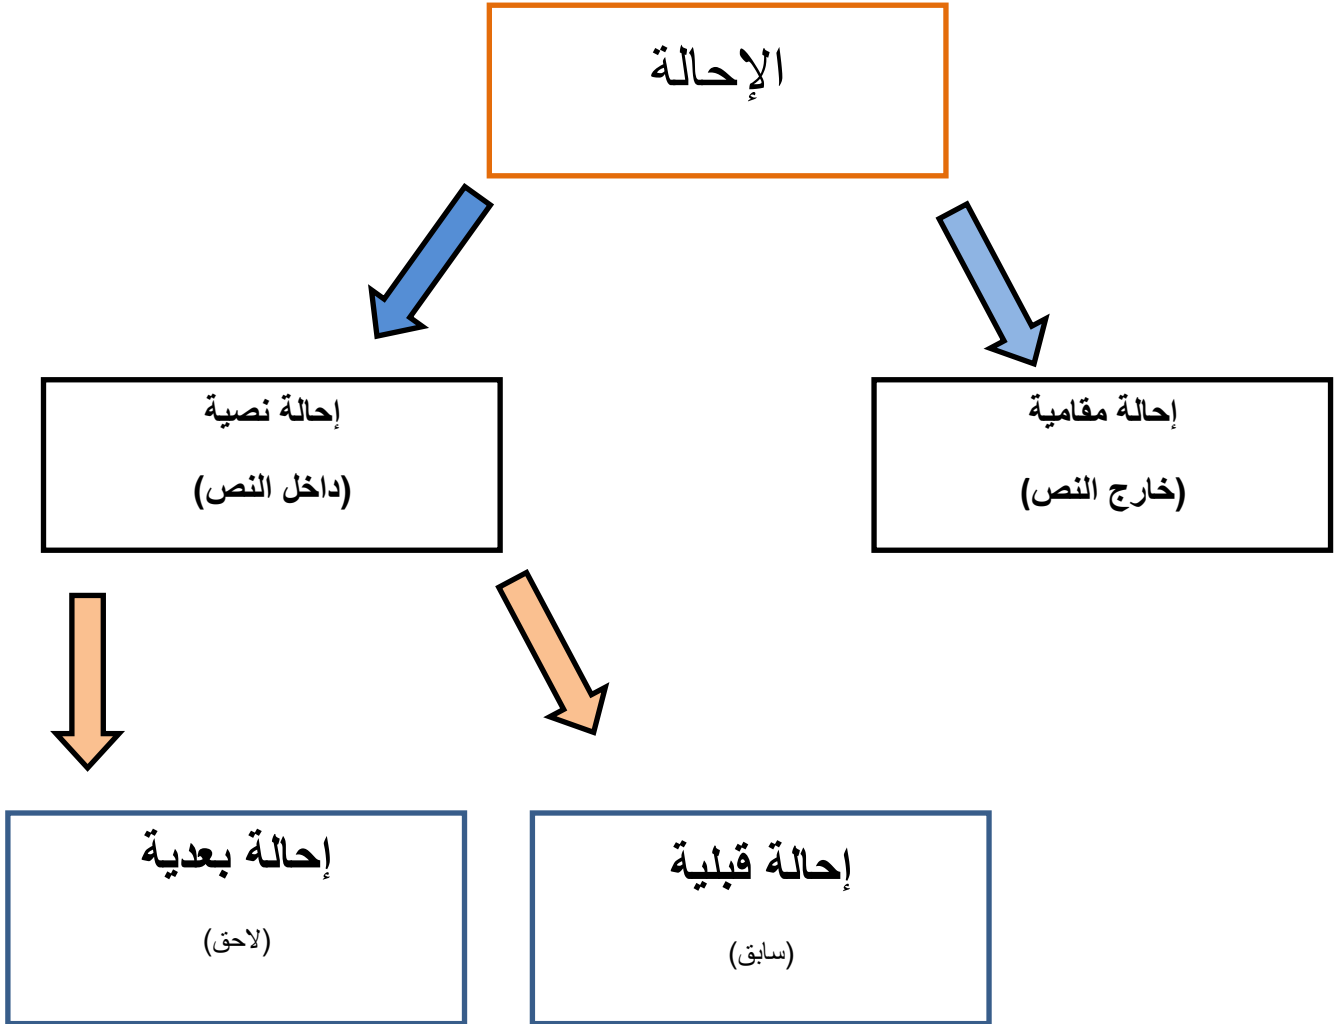 الإحالة
إحالة مقامية
(خارج النص)
إحالة نصية
(داخل النص)
إحالة قبلية
(سابق)
إحالة بعدية
(لاحق)